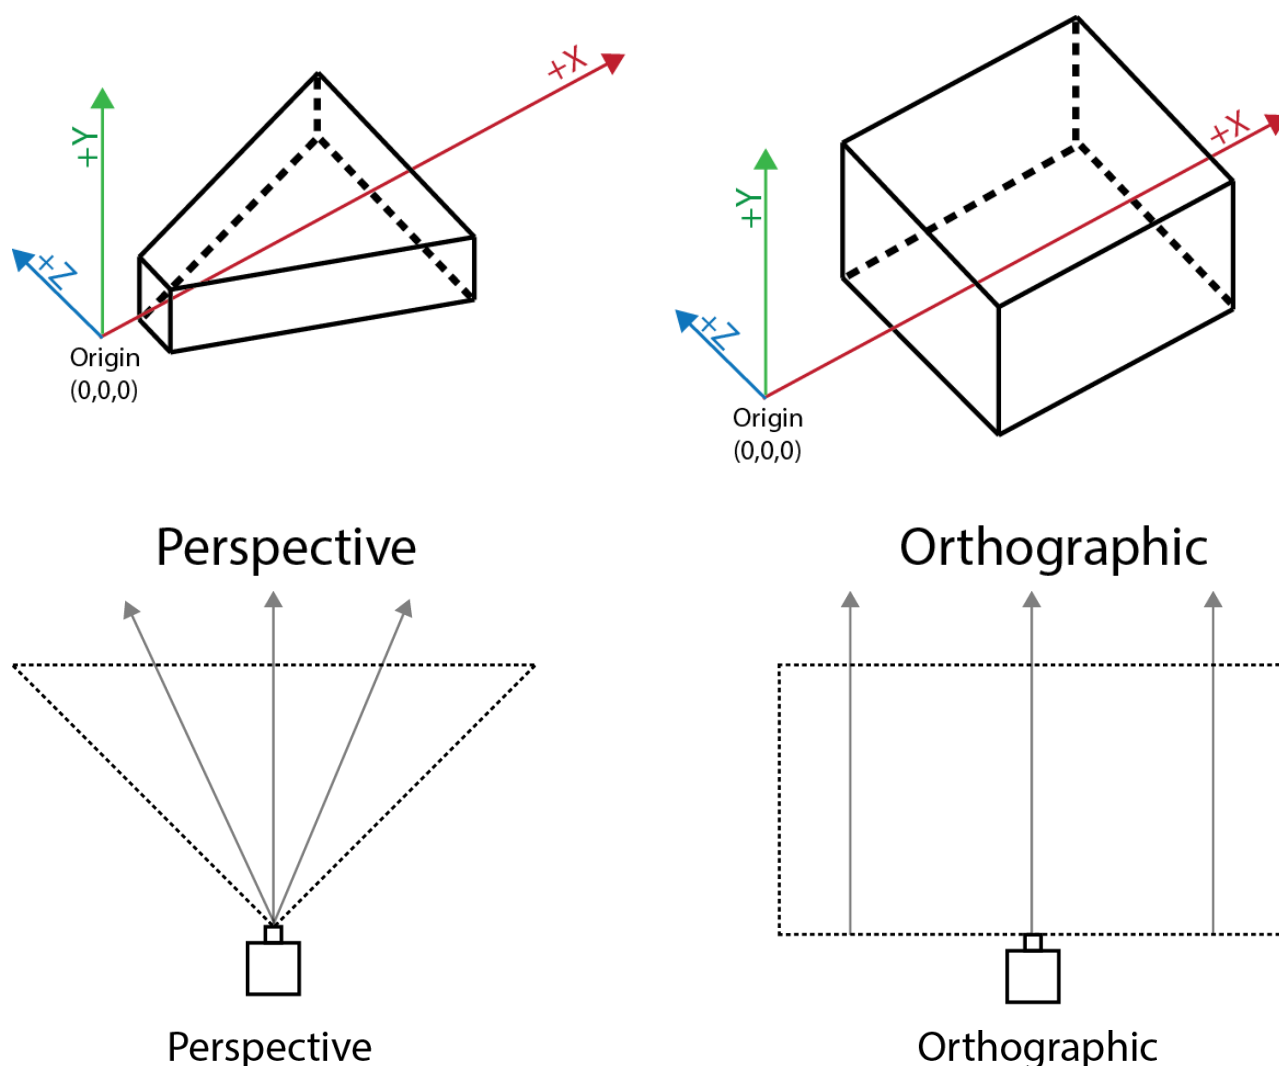 +X
+Y
+Z
Origin
(0,0,0)
+X
+Y
+Z
Origin
(0,0,0)
Perspective
Orthographic
Perspective
Orthographic